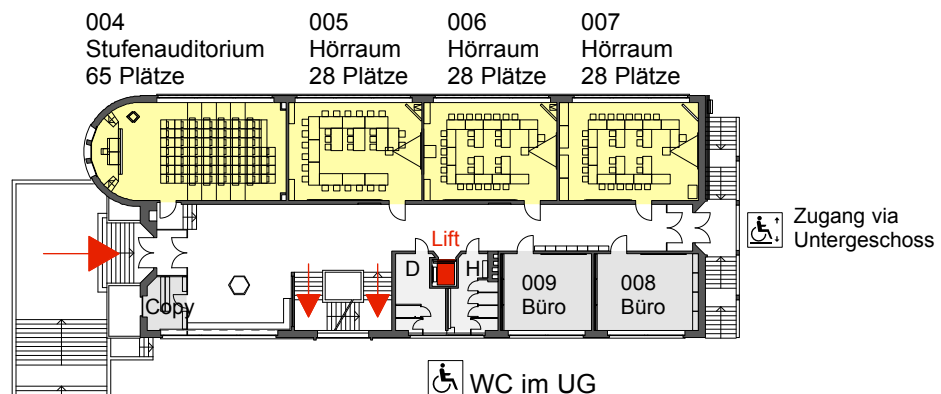 004
Stufenauditorium
65 Plätze
005
Hörraum
28 Plätze
006
Hörraum
28 Plätze
007
Hörraum
28 Plätze
Zugang via
Untergeschoss
Lift
D
H
009
Büro
008
Büro
Copy
WC im UG